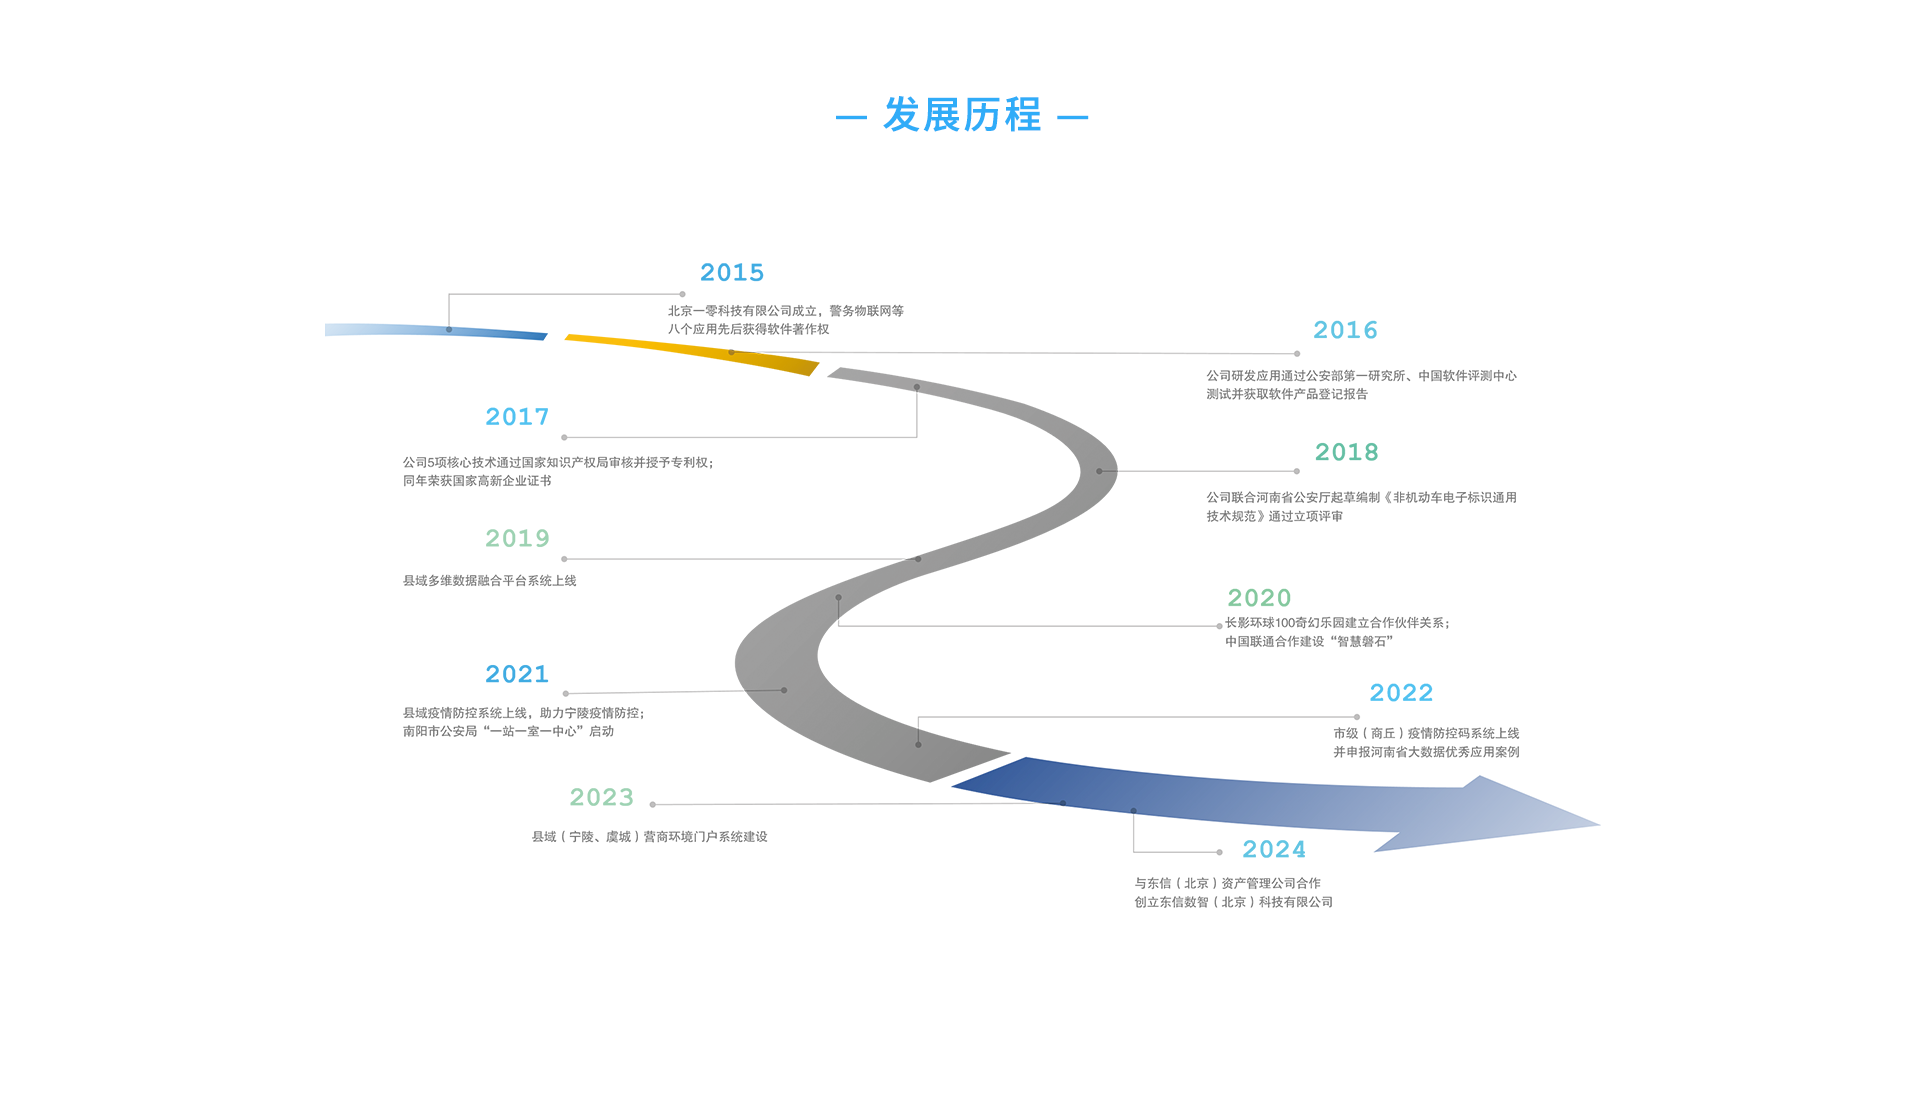 — 发展历程 —
2015
北京一零科技有限公司成立，警务物联网等
八个应用先后获得软件著作权
2016
公司研发应用通过公安部第一研究所、中国软件评测中心
测试并获取软件产品登记报告
2017
公司5项核心技术通过国家知识产权局审核并授予专利权；
同年荣获国家高新企业证书
2018
公司联合河南省公安厅起草编制《非机动车电子标识通用
技术规范》通过立项评审
2019
县域多维数据融合平台系统上线
2020
长影环球100奇幻乐园建立合作伙伴关系；
中国联通合作建设“智慧磐石”
2021
县域疫情防控系统上线，助力宁陵疫情防控；
南阳市公安局“一站一室一中心”启动
2022
市级（商丘）疫情防控码系统上线
并申报河南省大数据优秀应用案例
2023
县域（宁陵、虞城）营商环境门户系统建设
2024
与东信（北京）资产管理公司合作
创立东信数智（北京）科技有限公司